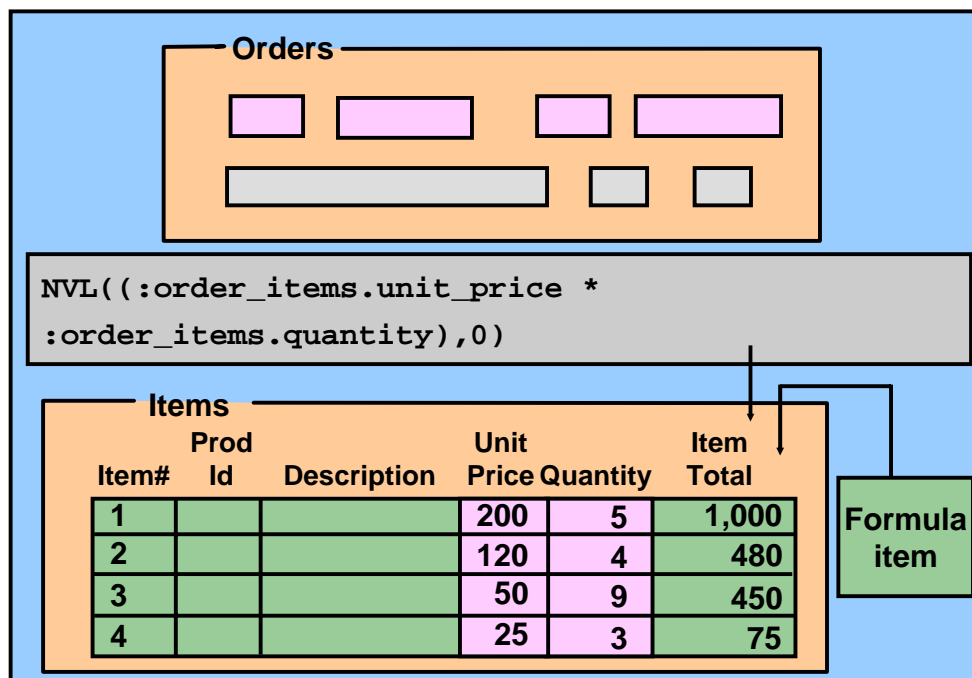 Orders
NVL((:order_items.unit_price *
:order_items.quantity),0)
Items
Item# Prod Id Description Unit Price Quantity Item Total
1 200 5 1,000
2 120 4 480
3 50 9 450
4 25 3 75
Formula
item